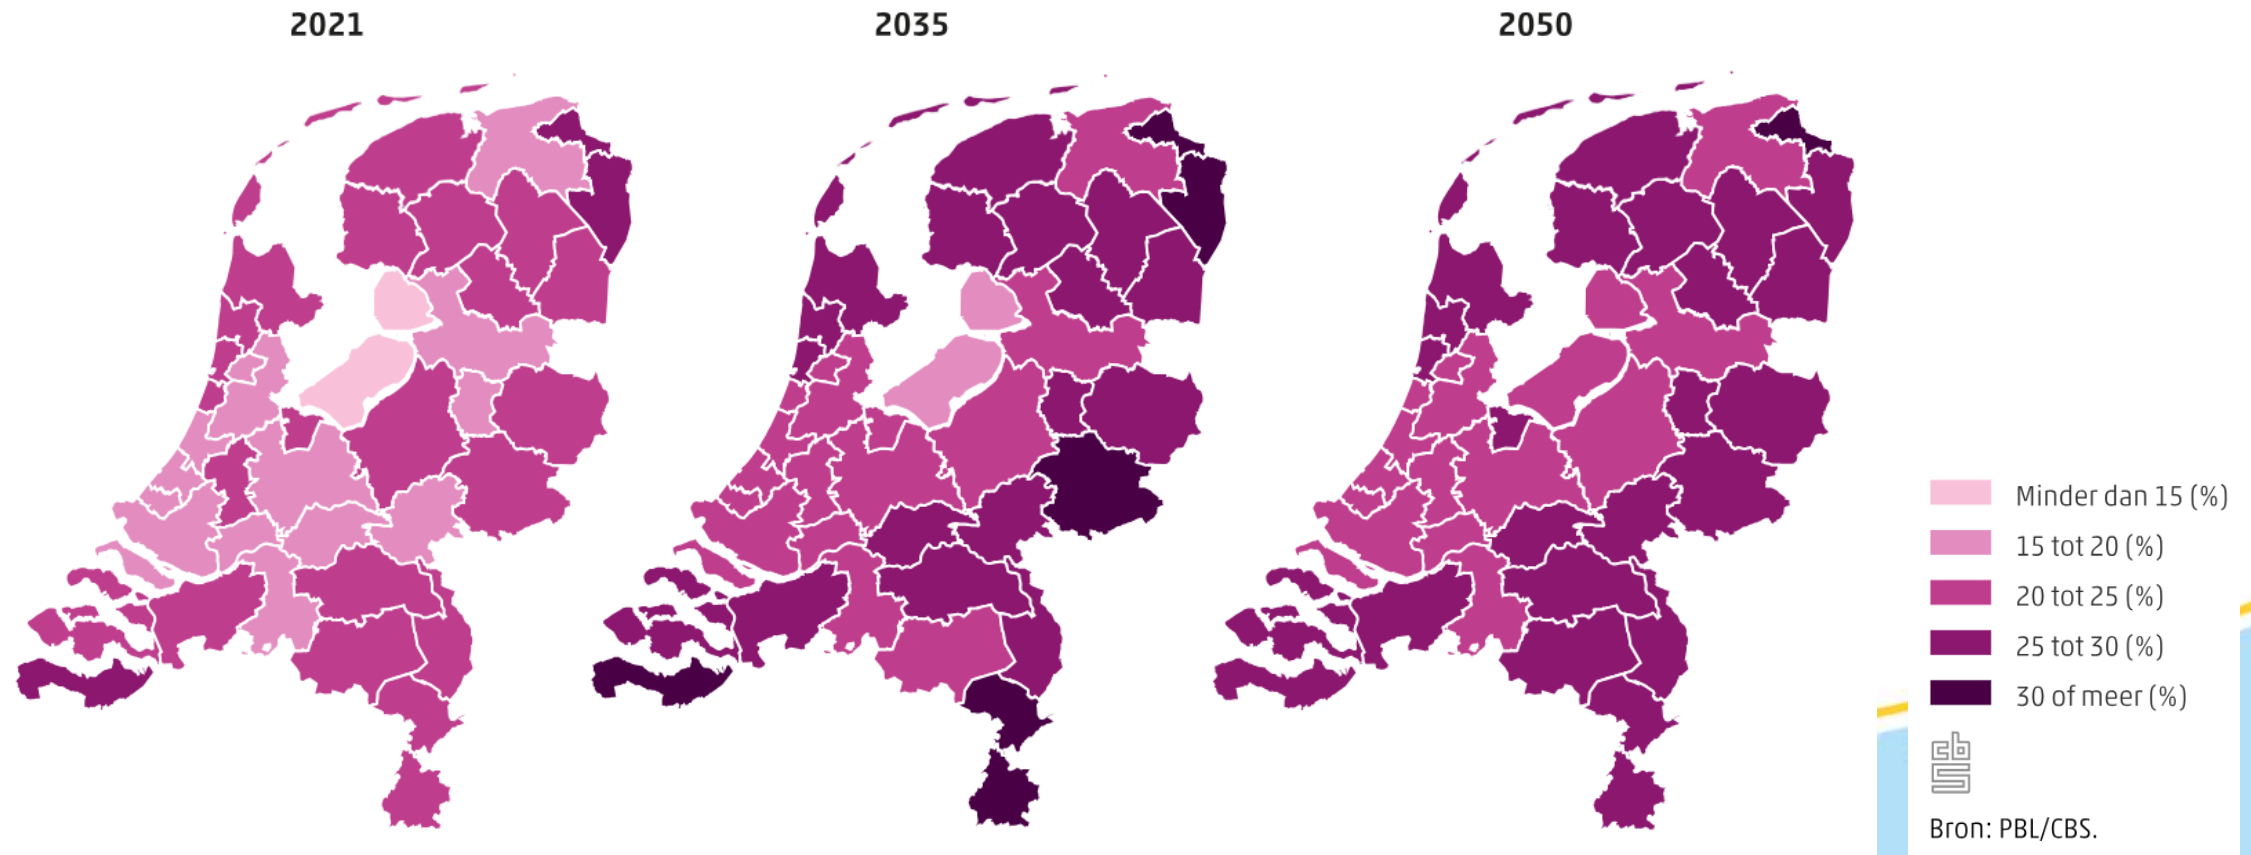 2021
2035
2050
Minder dan 15 (%)
15 tot 20 (%)
20 tot 25 (%)
25 tot 30 (%)
30 of meer (%)
cbs
Bron: PBL/CBS.